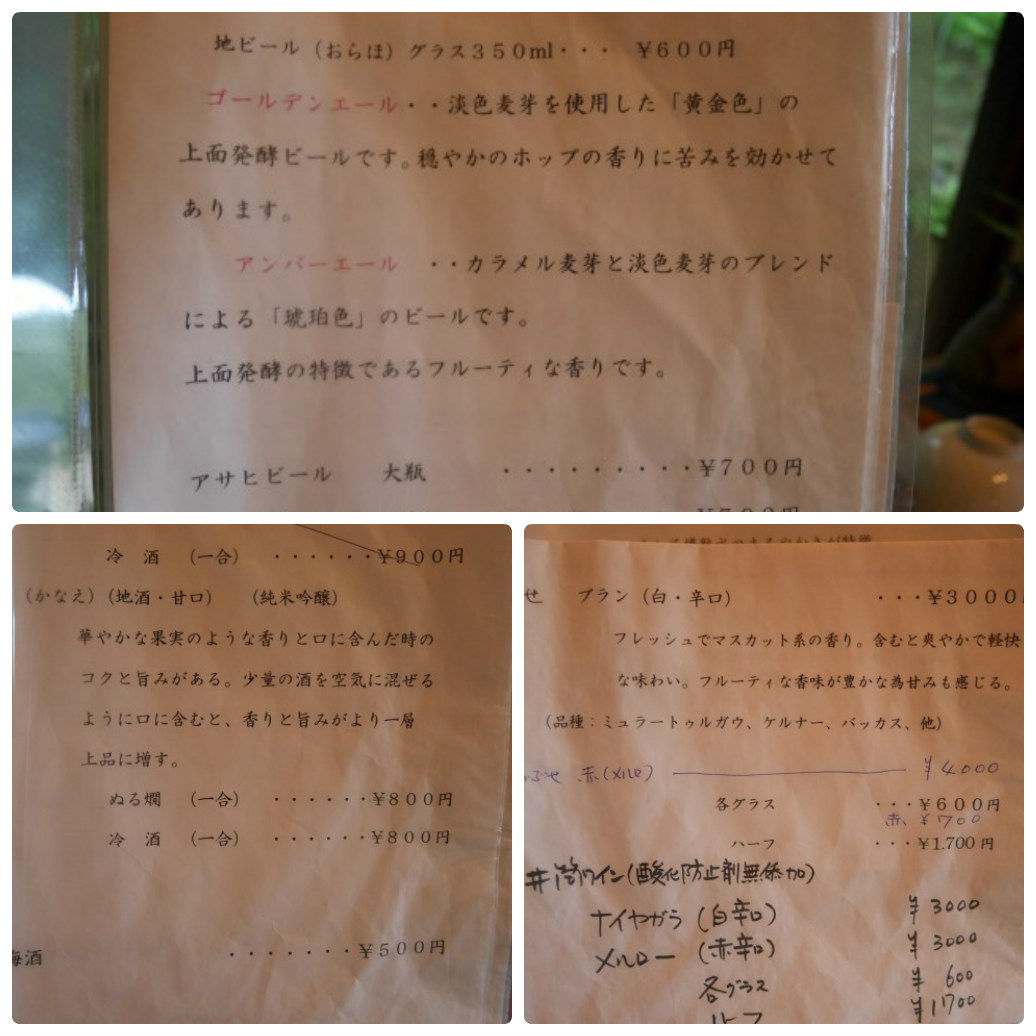 地ビール（おらほ）グラス３５０ml・・・ ￥６００円
ゴールデンエール・・淡色麦芽を使用した「黄金色」の
上面発酵ビールです。穏やかのホップの香りに苦みを効かせて
あります。
アンバーエール ・・カラメル麦芽と淡色麦芽のブレンド
による「琥珀色」のビールです。
上面発酵の特徴であるフルーティな香りです。
アサヒビール 大瓶 ・・・・・・・・・￥７００円
冷 酒 （一合） ・・・・・・￥９００円
（かなえ）（地酒・甘口） （純米吟醸）
華やかな果実のような香りと口に含んだ時の
コクと旨みがある。少量の酒を空気に混ぜる
ように口に含むと、香りと旨みがより一層
上品に増す。
ぬる燗 （一合） ・・・・・・￥８００円
冷 酒 （一合） ・・・・・・￥８００円
梅酒 ・・・・・・・￥５００円
せ ブラン（白・辛口） ・・・￥３０００円
フレッシュでマスカット系の香り。含むと爽やかで軽快
な味わい。フルーティな香味が豊かな為甘みも感じる。
（品種：ミュラートゥルガウ、ケルナー、バッカス、他）
ぶせ 赤(メルロ) ¥4000
各グラス ・・・￥６００円
赤 ¥700
ハーフ ・・・￥1.700 円
井筒ワイン(酸化防止剤無添加)
ナイヤガラ (白辛口) ¥3000
メルロー (赤辛口) ¥3000
各グラス ¥600
ハーフ ¥1700